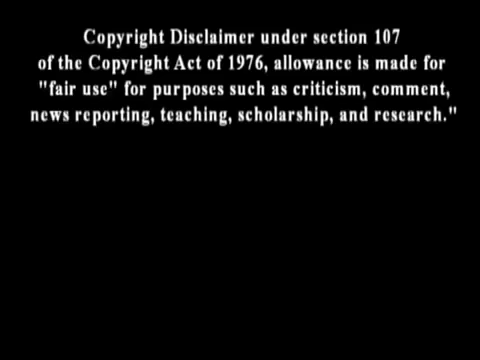 Copyright Disclaimer under section 107
of the Copyright Act of 1976, allowance is made for
"fair use" for purposes such as criticism, comment,
news reporting, teaching, scholarship, and research."